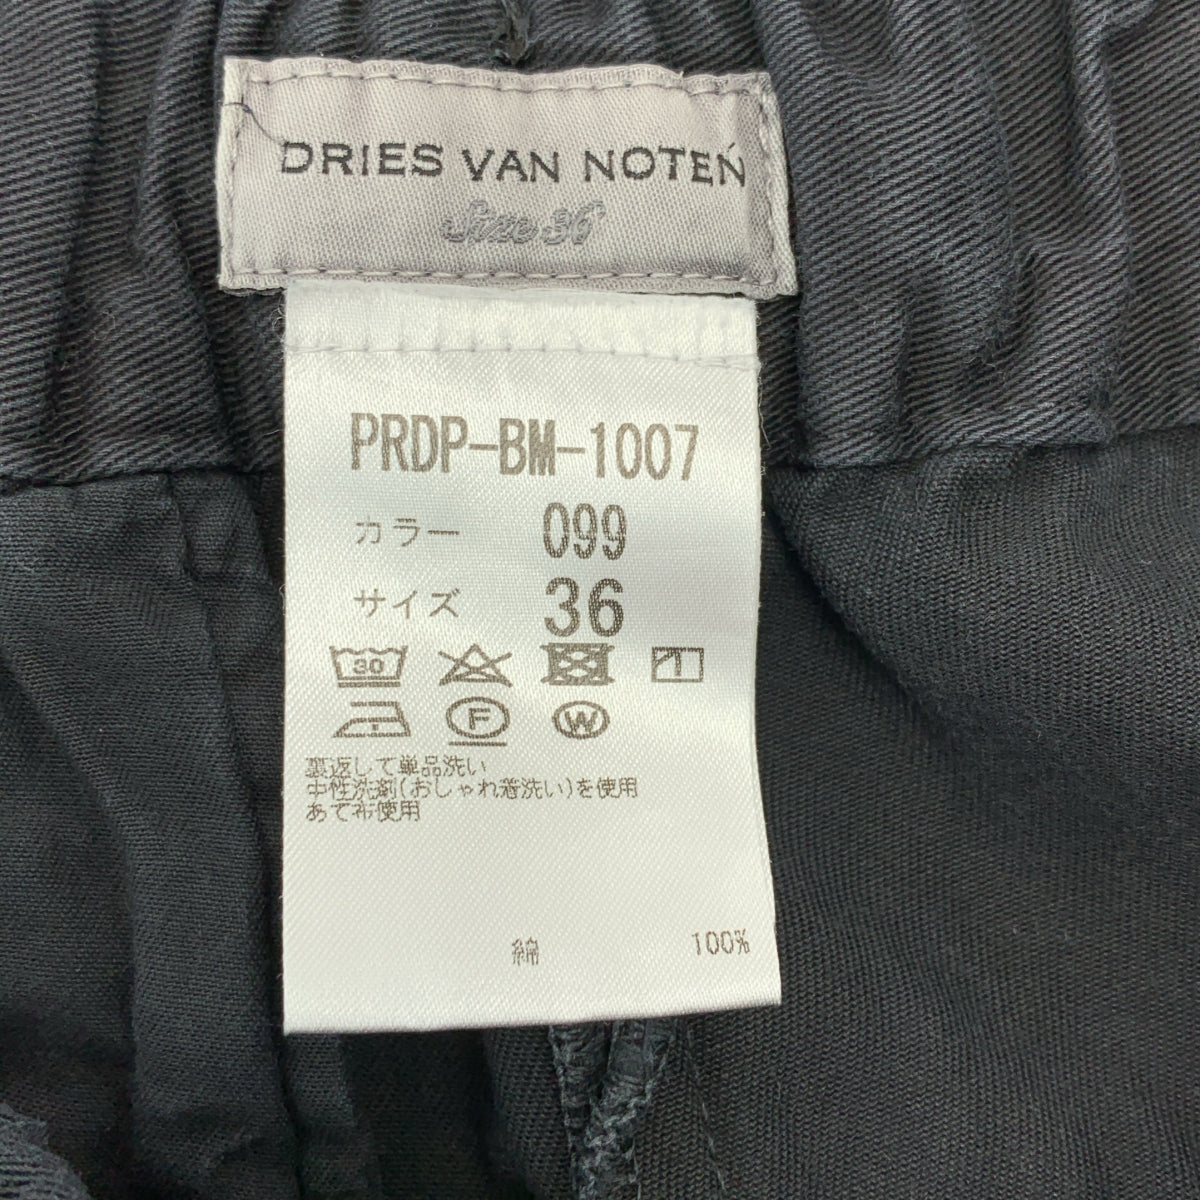 DRIES VAN NOTEN
Size 36
PRDP-BM-1007
カラー 099
サイズ 36
30
F W
裏返して単品洗い
中性洗剤(おしゃれ着洗い)を使用
あて布使用
綿 100%